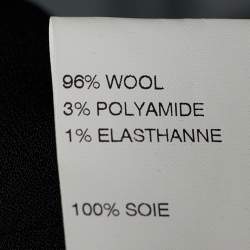 96% WOOL
3% POLYAMIDE
1% ELASTHANNE
100% SOIE